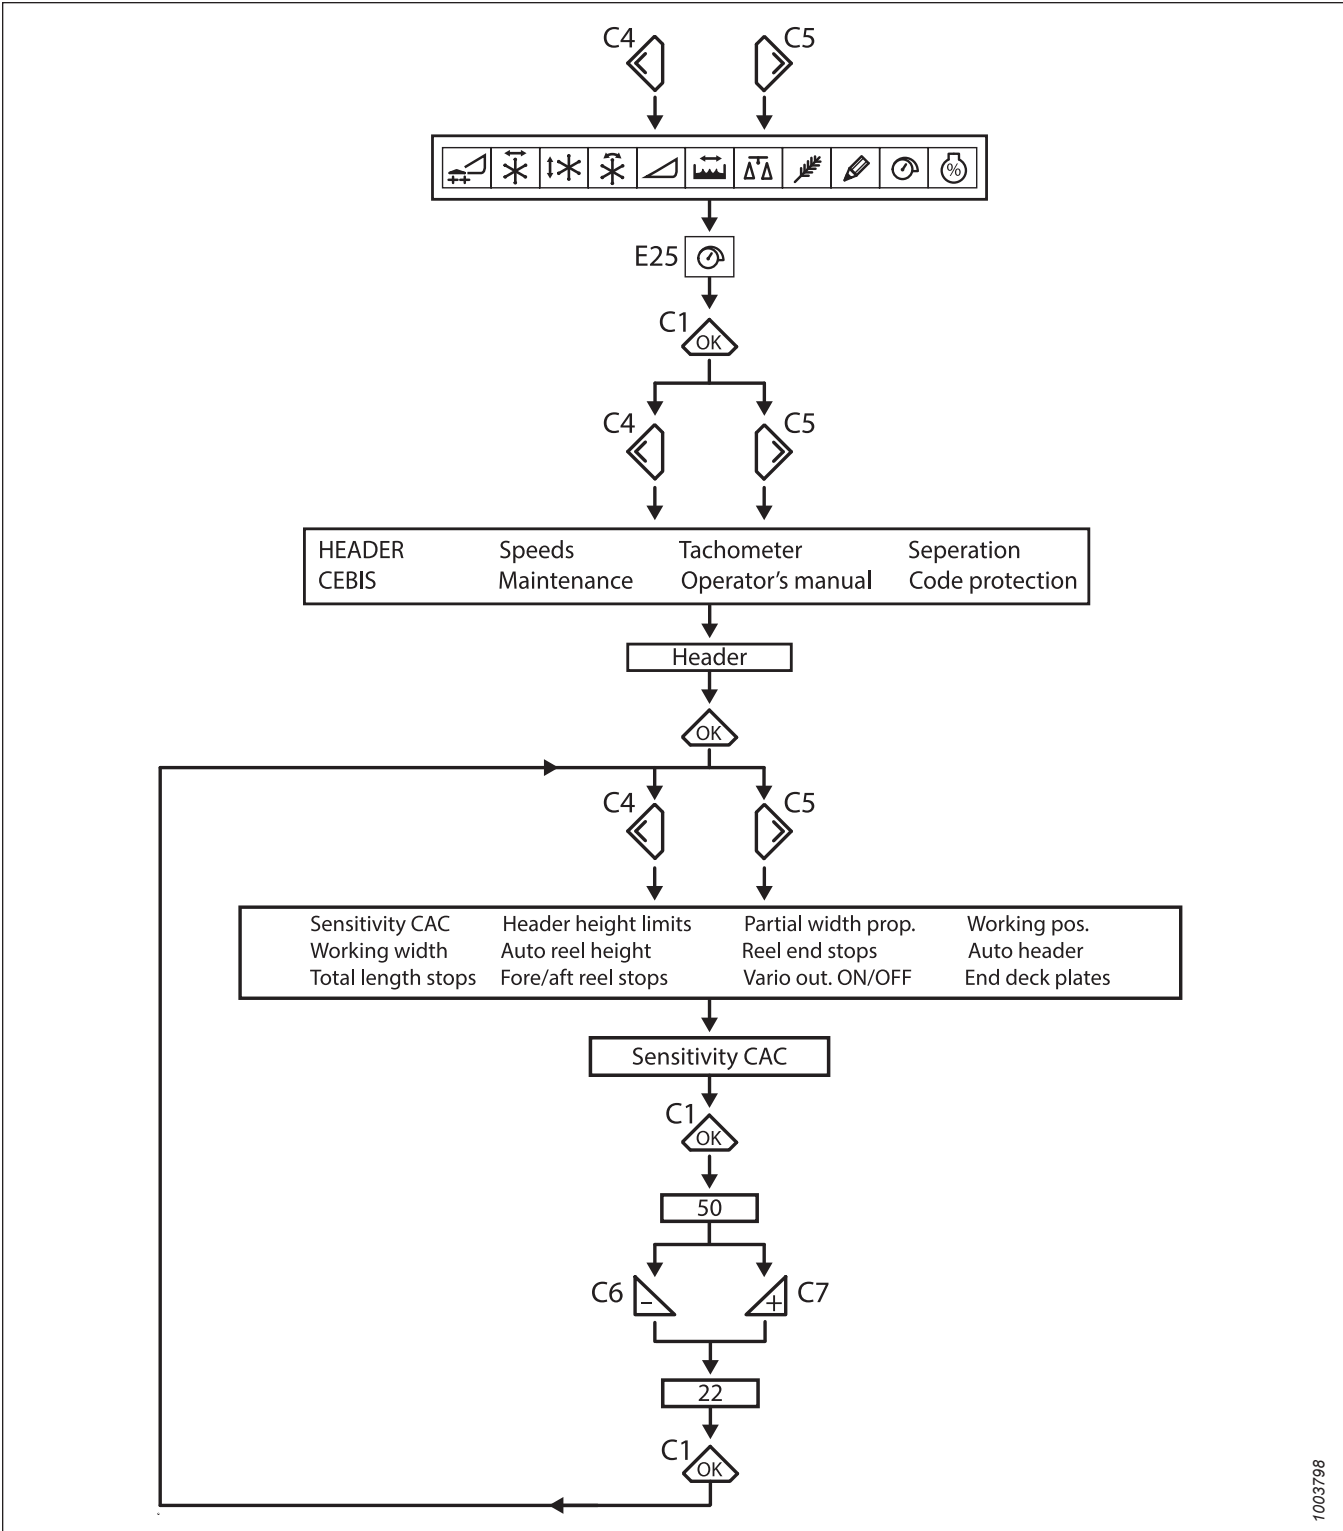 C4 C5
%
E25
C1
OK
C4 C5
HEADER Speeds Tachometer Seperation
CEBIS Maintenance Operator's manual Code protection
Header
OK
C4 C5
Sensitivity CAC Header height limits Partial width prop. Working pos.
Working width Auto reel height Reel end stops Auto header
Total length stops Fore/aft reel stops Vario out. ON/OFF End deck plates
Sensitivity CAC
C1
OK
50
C6 - + C7
22
C1
OK
1003798